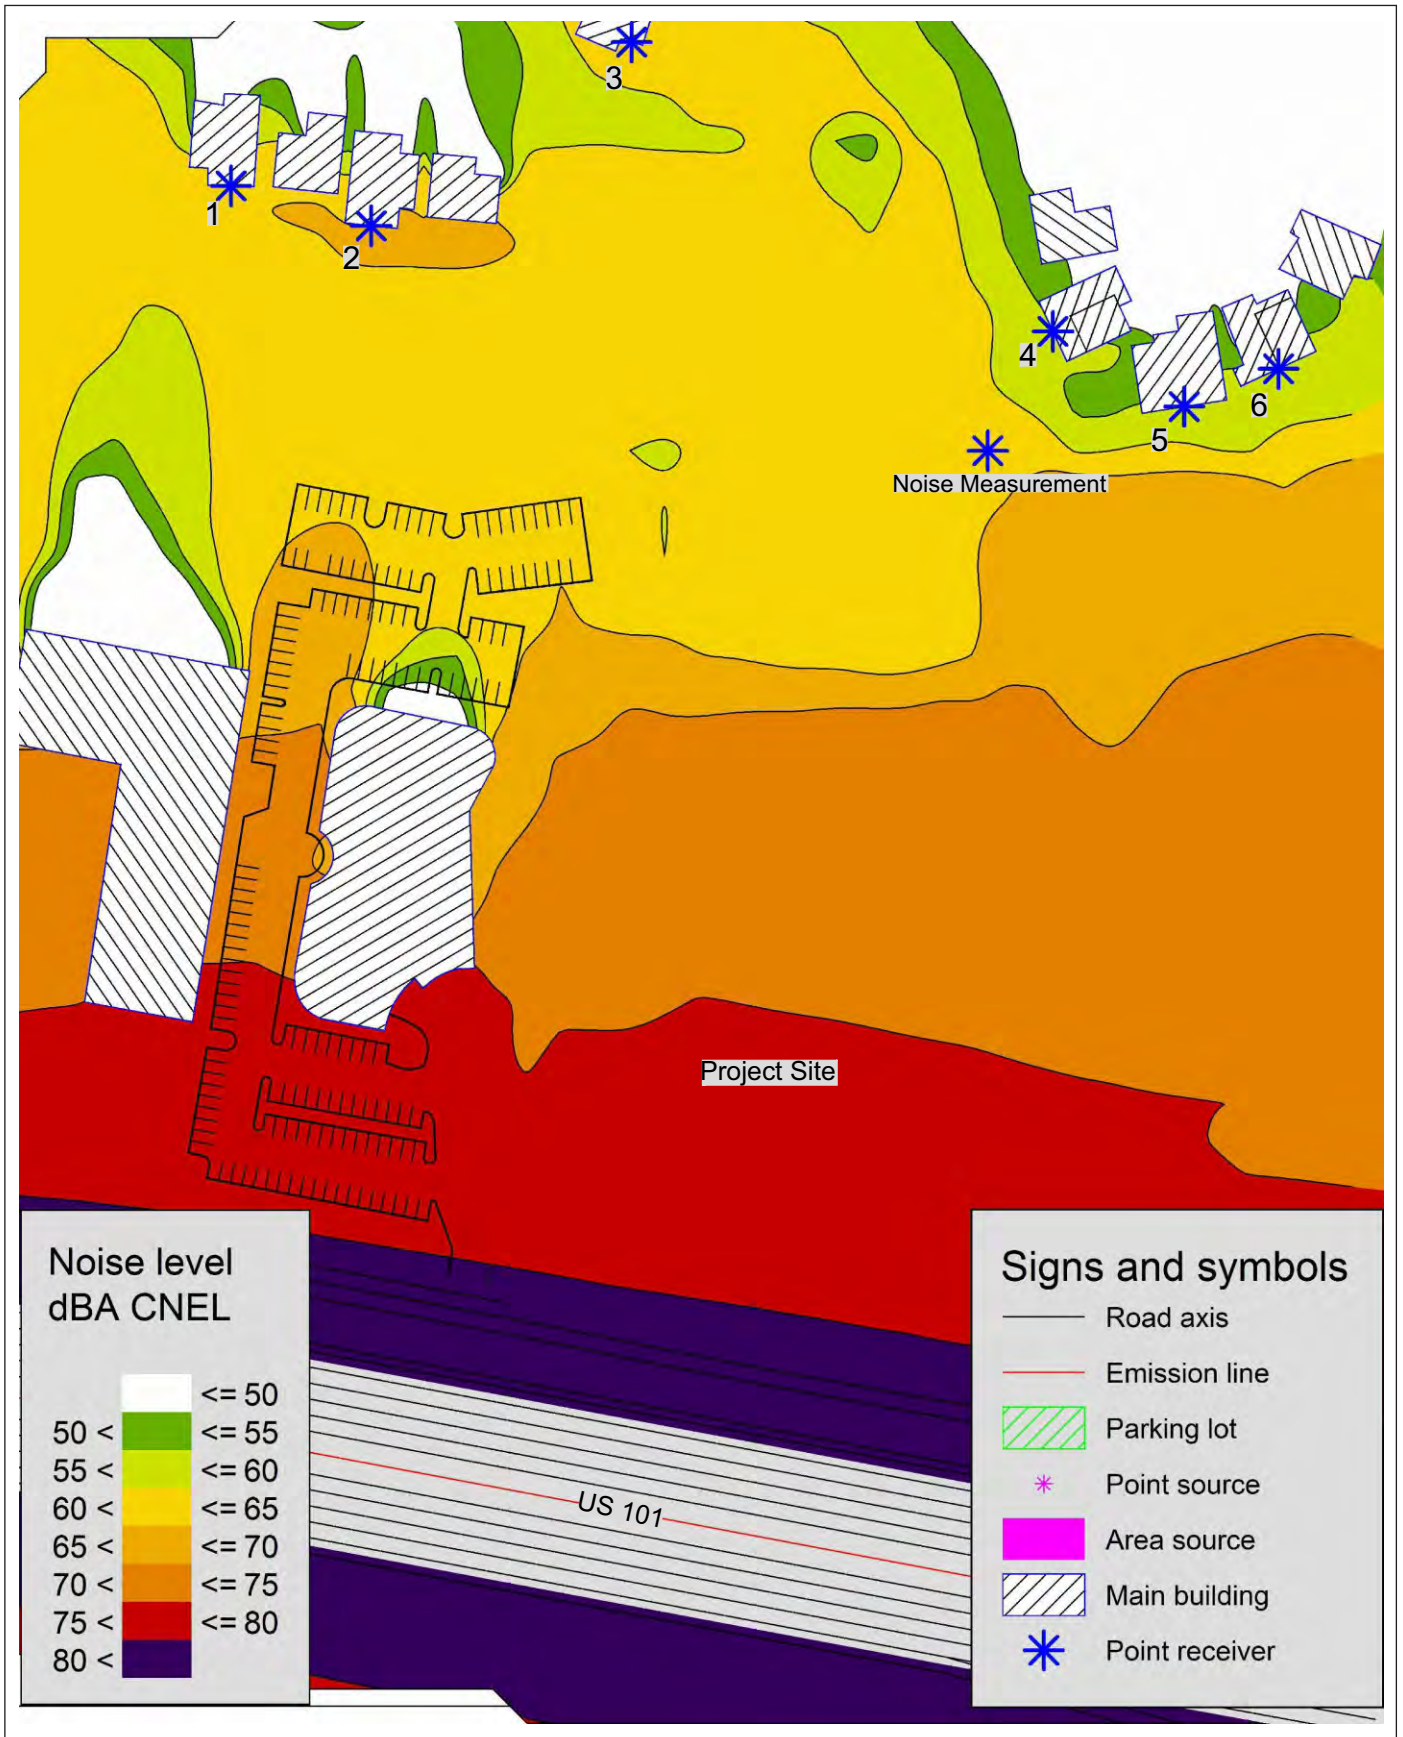 3
1
2
4
5
6
Noise Measurement
Project Site
US 101
Noise level
dBA CNEL
<= 50
50 < <= 55
55 < <= 60
60 < <= 65
65 < <= 70
70 < <= 75
75 < <= 80
80 <
Signs and symbols
Road axis
Emission line
Parking lot
Point source
Area source
Main building
Point receiver